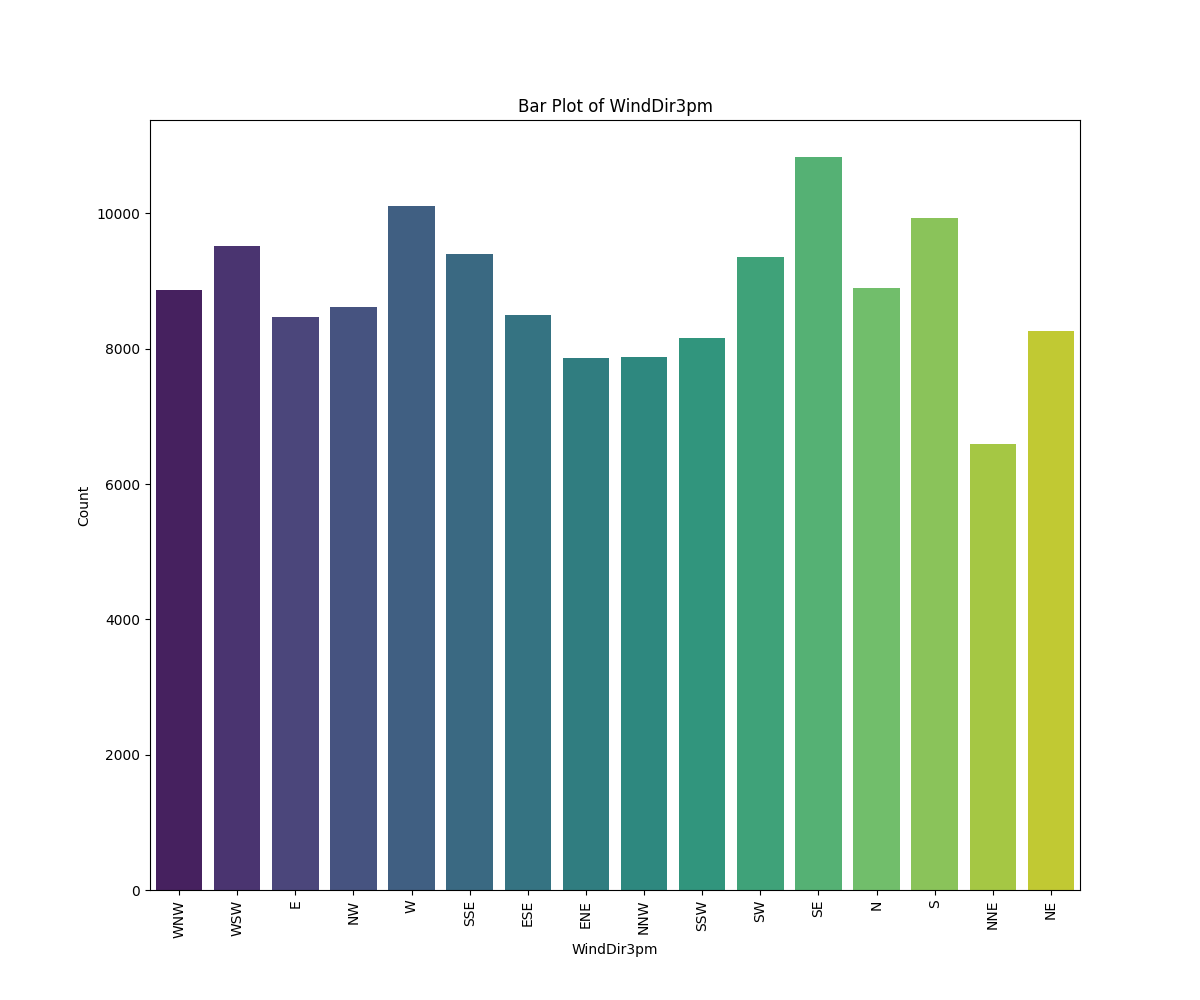 Bar Plot of WindDir3pm
10000
8000
6000
4000
2000
0
Count
WNW
WSW
E
NW
W
SSE
ESE
ENE
NNW
SSW
SW
SE
N
S
NNE
NE
WindDir3pm